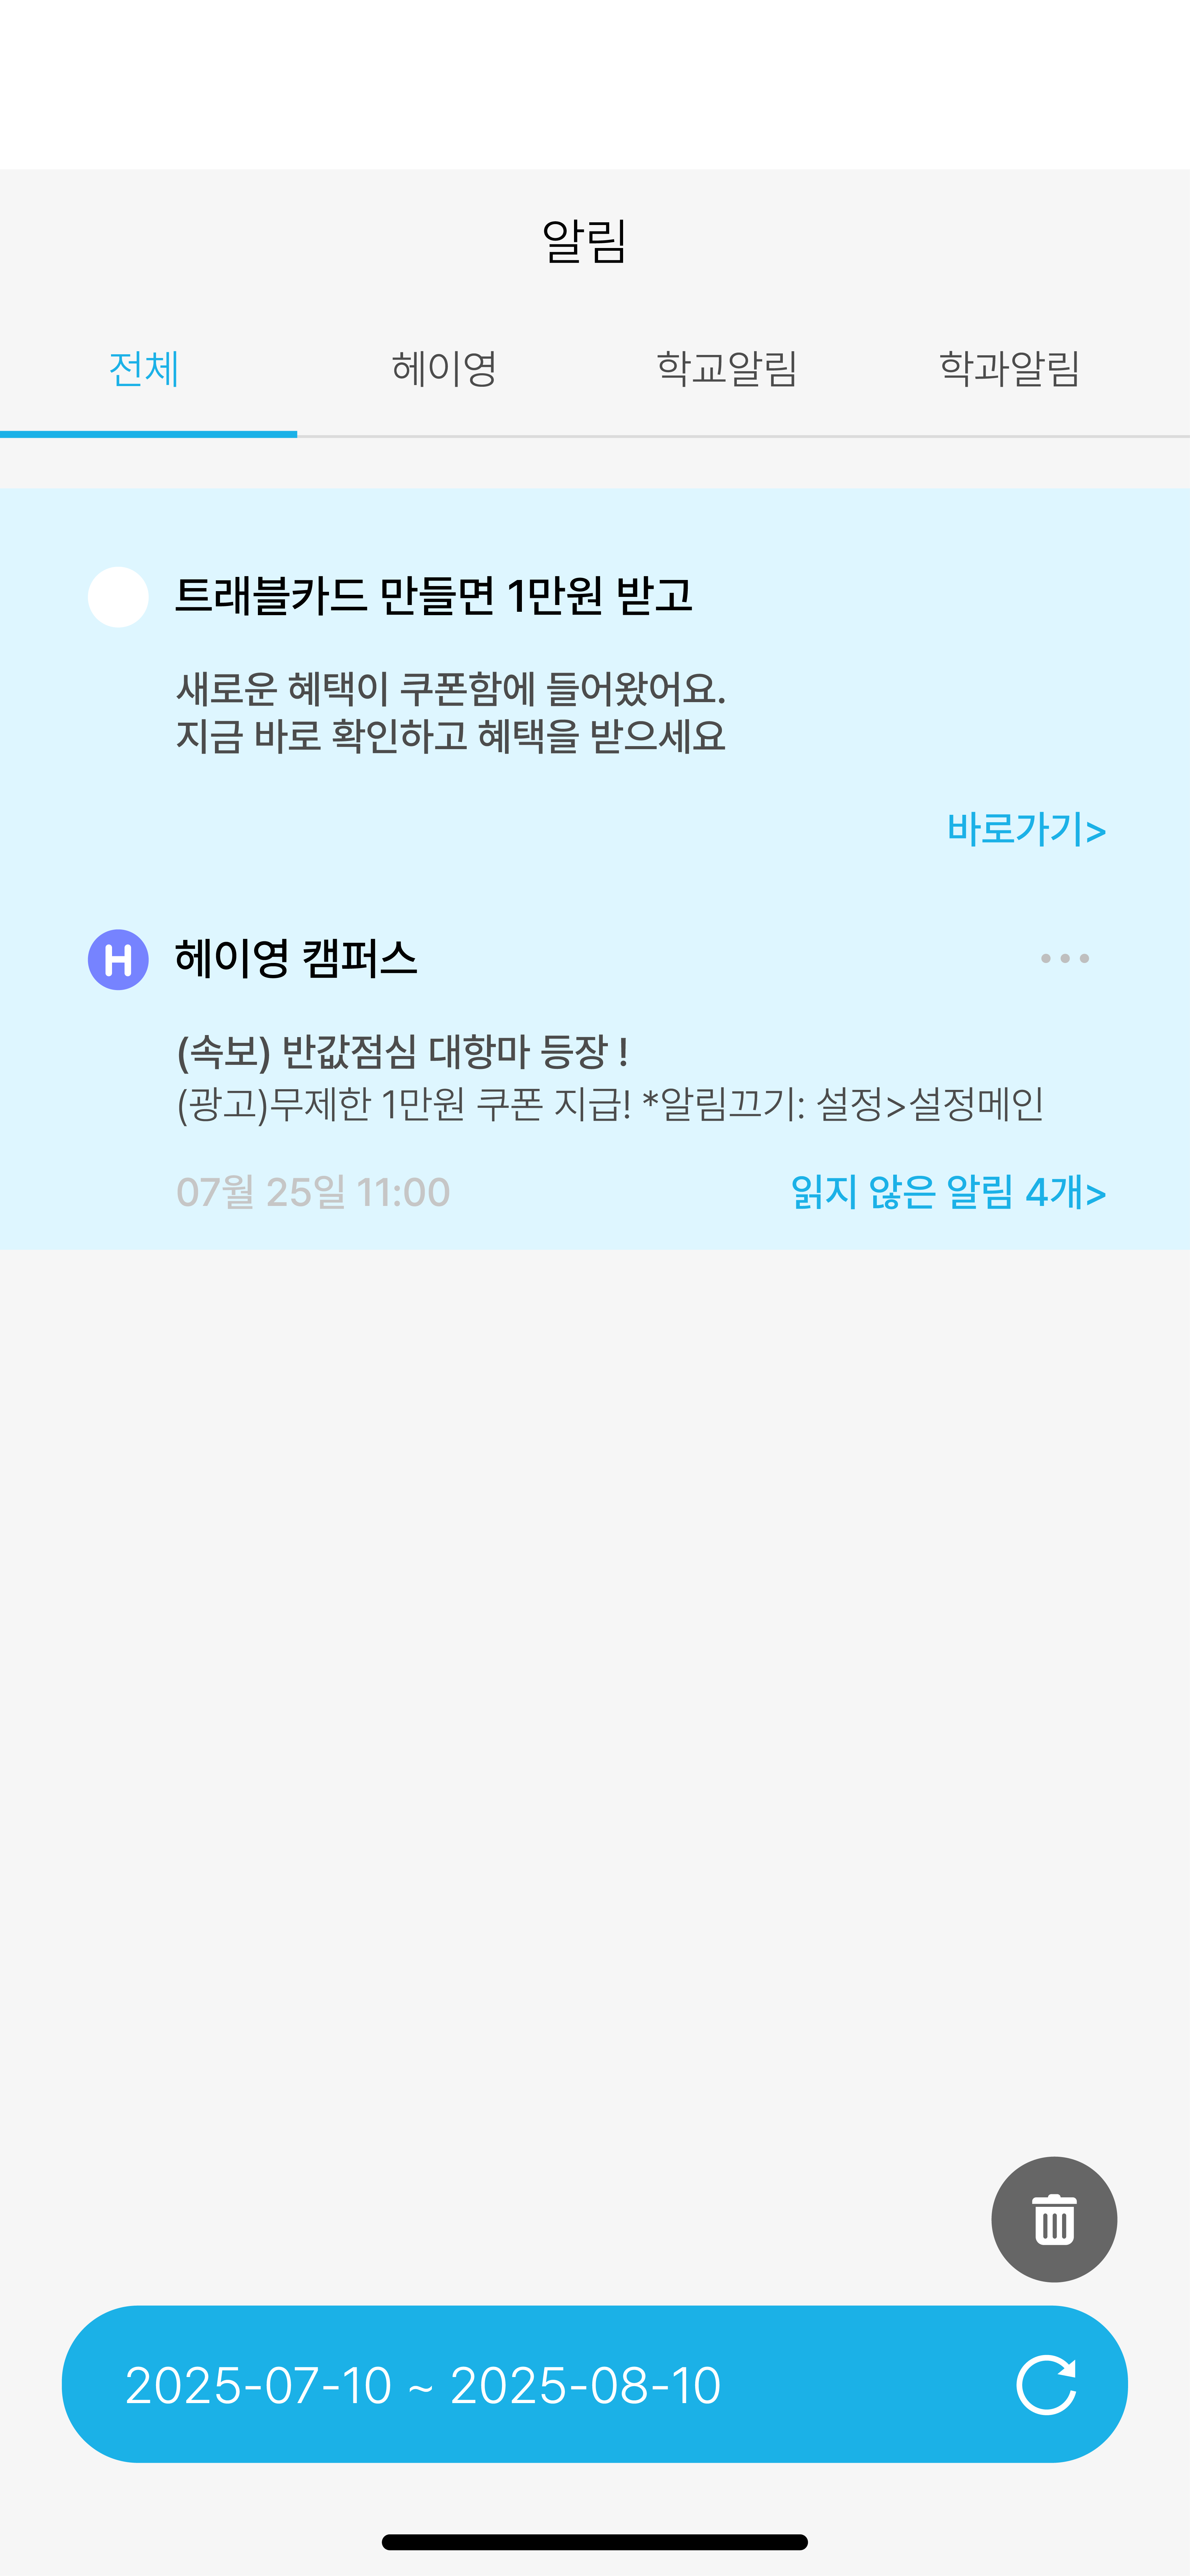 알림
전체 헤이영 학교알림 학과알림
트래블카드 만들면 1만원 받고
새로운 혜택이 쿠폰함에 들어왔어요.
지금 바로 확인하고 혜택을 받으세요
바로가기>
H 헤이영 캠퍼스
(속보) 반값점심 대항마 등장 !
(광고)무제한 1만원 쿠폰 지급! *알림끄기: 설정>설정메인
07월 25일 11:00 읽지 않은 알림 4개>
2025-07-10 ~ 2025-08-10